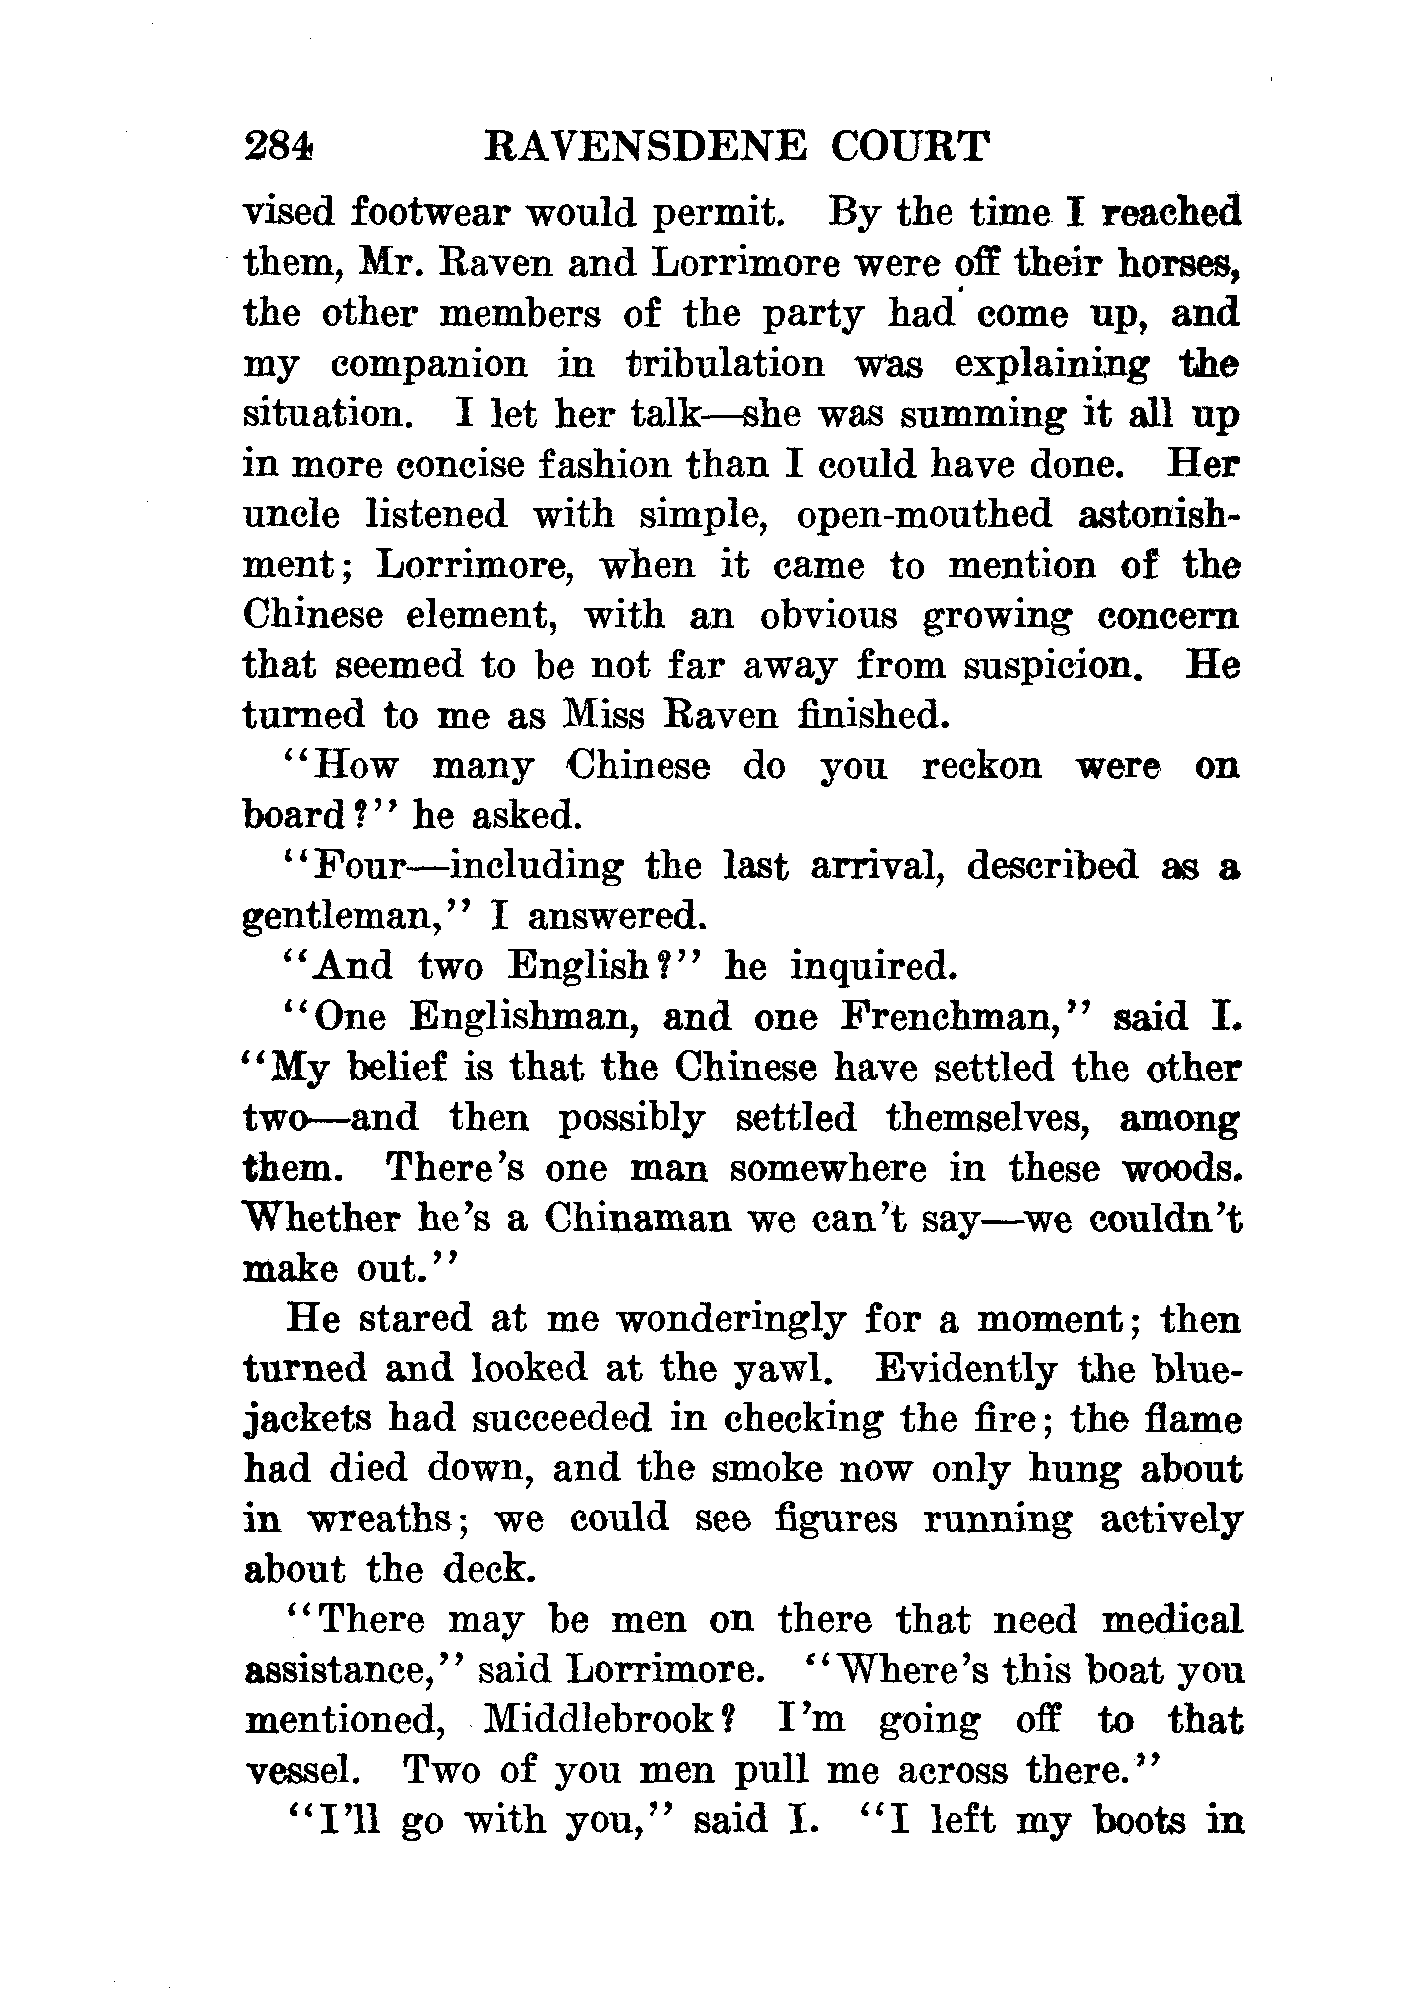 284 RAVENSDENE COURT
vised footwear would permit. By the time I reached
them, Mr. Raven and Lorrimore were off their horses,
the other members of the party had come up, and
my companion in tribulation was explaining the
situation. I let her talk—she was summing it all up
in more concise fashion than I could have done. Her
uncle listened with simple, open-mouthed astonish-
ment; Lorrimore, when it came to mention of the
Chinese element, with an obvious growing concern
that seemed to be not far away from suspicion. He
turned to me as Miss Raven finished.
"How many Chinese do you reckon were on
board?" he asked.
"Four—including the last arrival, described as a
gentleman," I answered.
"And two English?" he inquired.
"One Englishman, and one Frenchman," said I.
"My belief is that the Chinese have settled the other
two—and then possibly settled themselves, among
them. There's one man somewhere in these woods.
Whether he's a Chinaman we can't say—we couldn't
make out."
He stared at me wonderingly for a moment; then
turned and looked at the yawl. Evidently the blue-
jackets had succeeded in checking the fire; the flame
had died down, and the smoke now only hung about
in wreaths; we could see figures running actively
about the deck.
"There may be men on there that need medical
assistance," said Lorrimore. "Where's this boat you
mentioned, Middlebrook? I'm going off to that
vessel. Two of you men pull me across there."
"I'll go with you," said I. "I left my boots in